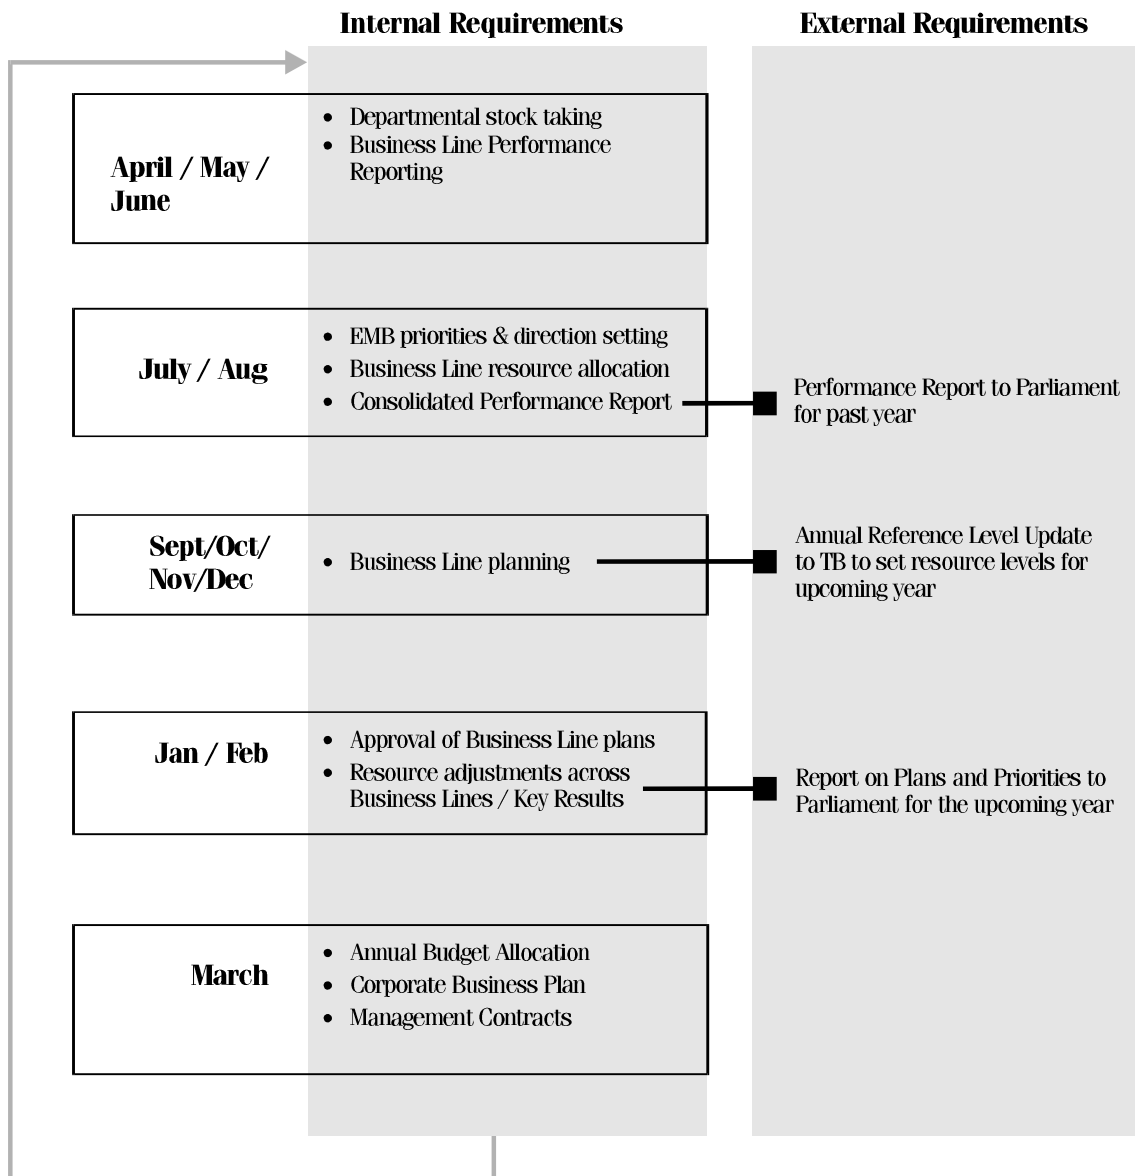 Internal Requirements
External Requirements
April / May /
June
• Departmental stock taking
• Business Line Performance
Reporting
July / Aug
• EMB priorities & direction setting
• Business Line resource allocation
• Consolidated Performance Report
Performance Report to Parliament
for past year
Sept/Oct/
Nov/Dec
• Business Line planning
Annual Reference Level Update
to TB to set resource levels for
upcoming year
Jan / Feb
• Approval of Business Line plans
• Resource adjustments across
Business Lines / Key Results
Report on Plans and Priorities to
Parliament for the upcoming year
March
• Annual Budget Allocation
• Corporate Business Plan
• Management Contracts